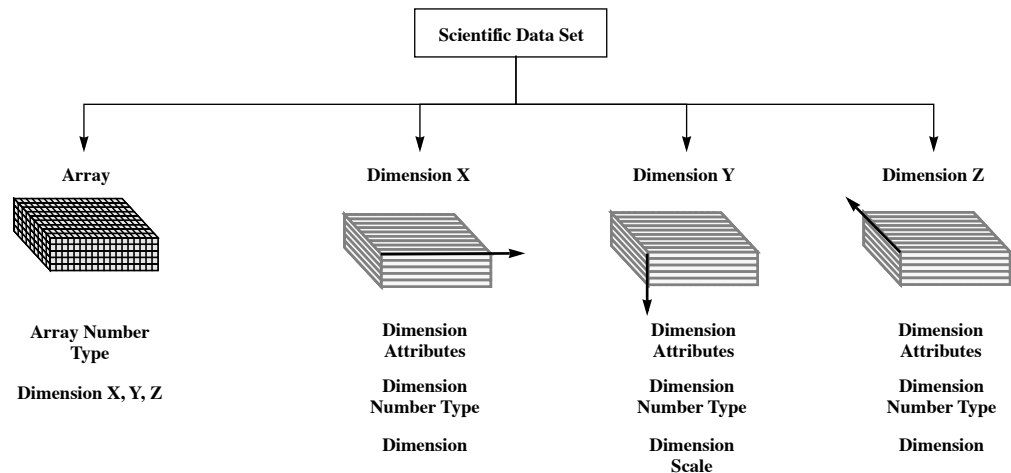 Scientific Data Set
Array
Dimension X
Dimension Y
Dimension Z
Array Number
Type
Dimension X, Y, Z
Dimension
Attributes
Dimension
Number Type
Dimension
Dimension
Attributes
Dimension
Number Type
Dimension
Scale
Dimension
Attributes
Dimension
Number Type
Dimension